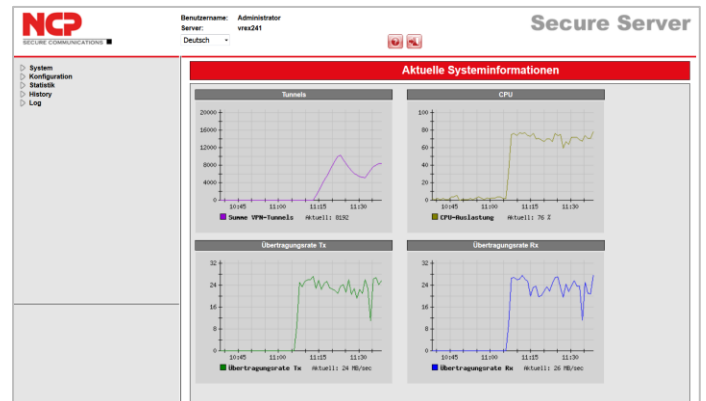 NCP
SECURE COMMUNICATIONS
Benutzername: Administrator
Server: vrex241
Deutsch
Secure Server
System
Konfiguration
Statistik
History
Log
Aktuelle Systeminformationen
Tunnels
20000
16000
12000
8000
4000
0
10:45 11:00 11:15 11:30
Summe VPN-Tunnels Aktuell: 8192
CPU
100
80
60
40
20
0
10:45 11:00 11:15 11:30
CPU-Auslastung Aktuell: 76 %
Übertragungsrate Tx
32
24
16
8
0
10:45 11:00 11:15 11:30
Übertragungsrate Tx Aktuell: 24 MB/sec
Übertragungsrate Rx
32
24
16
8
0
10:45 11:00 11:15 11:30
Übertragungsrate Rx Aktuell: 26 MB/sec